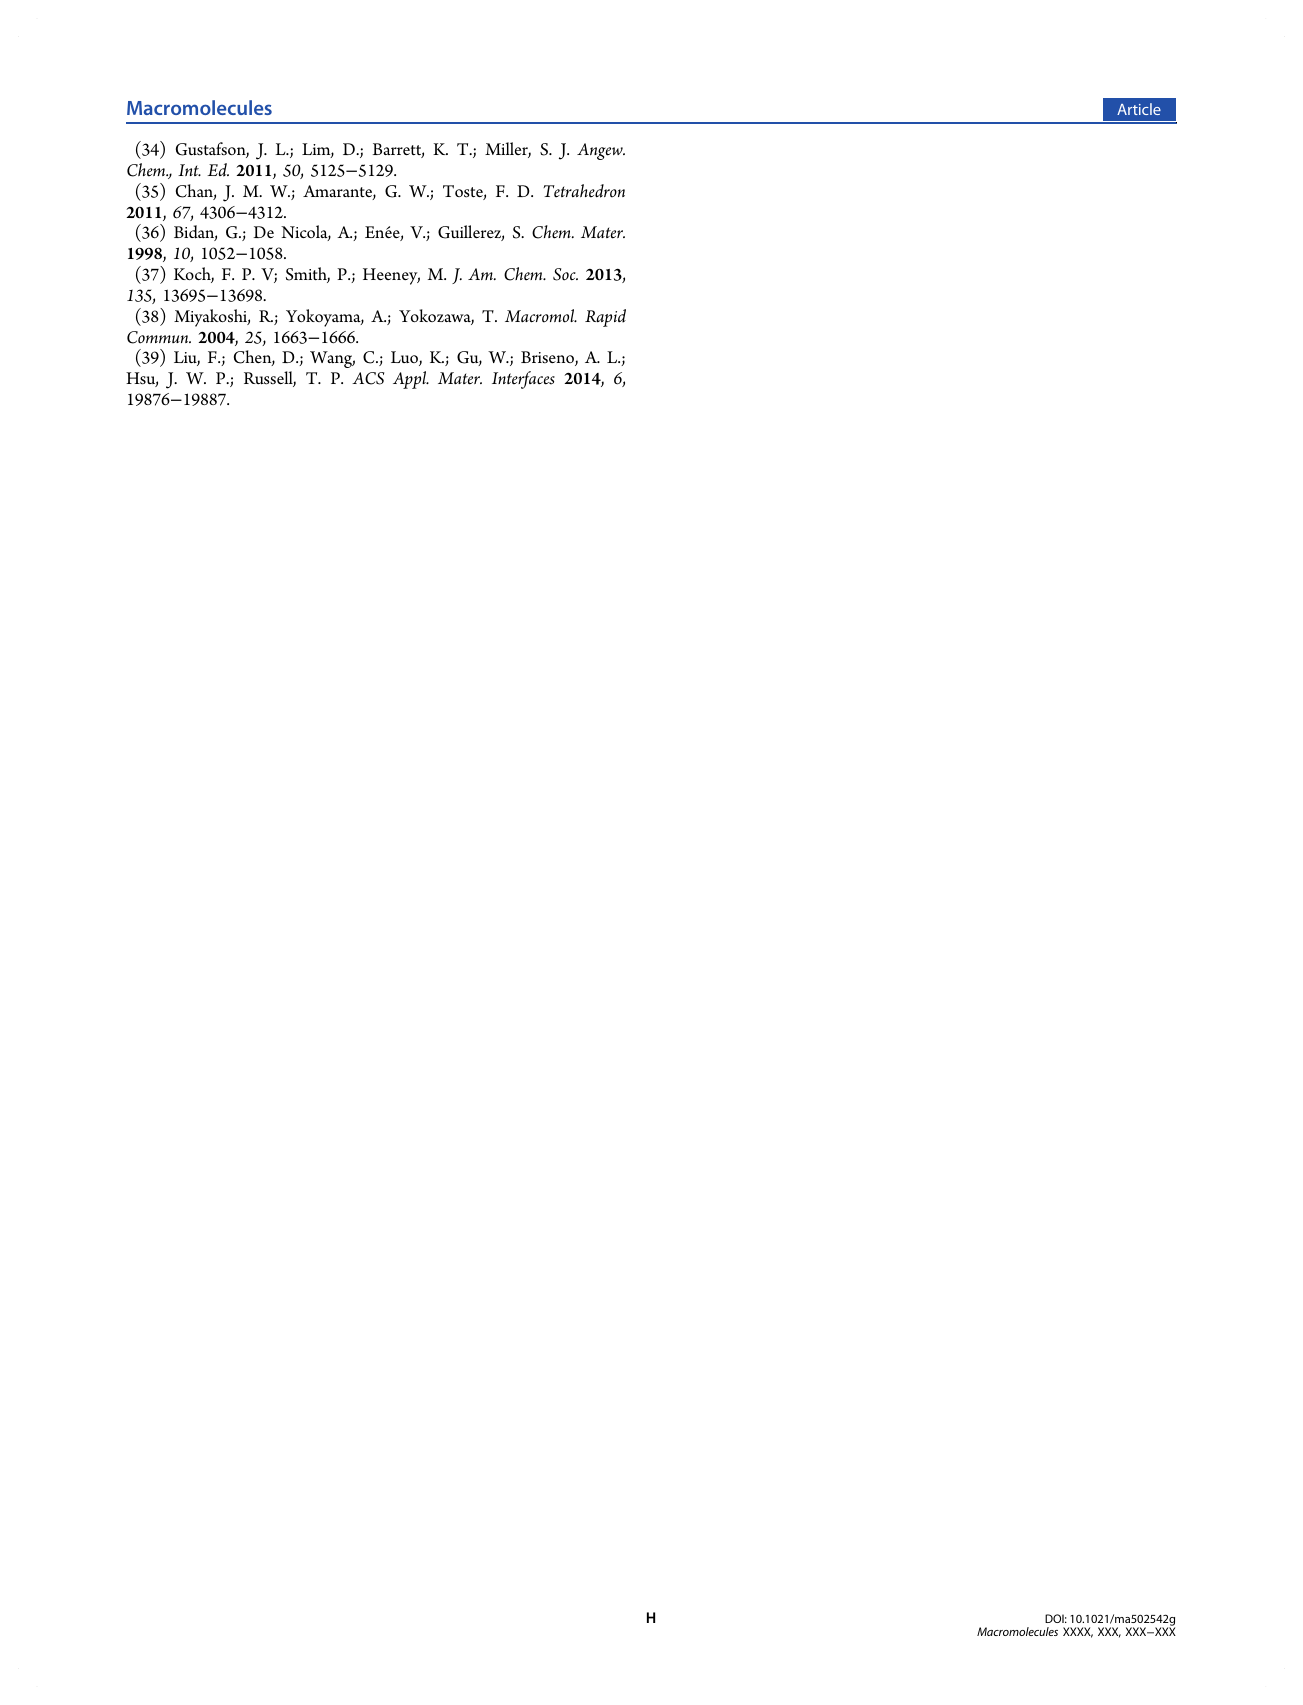 Macromolecules
Article
(34) Gustafson, J. L.; Lim, D.; Barrett, K. T.; Miller, S. J. Angew.
Chem., Int. Ed. 2011, 50, 5125−5129.
(35) Chan, J. M. W.; Amarante, G. W.; Toste, F. D. Tetrahedron
2011, 67, 4306−4312.
(36) Bidan, G.; De Nicola, A.; Enée, V.; Guillerez, S. Chem. Mater.
1998, 10, 1052−1058.
(37) Koch, F. P. V; Smith, P.; Heeney, M. J. Am. Chem. Soc. 2013,
135, 13695−13698.
(38) Miyakoshi, R.; Yokoyama, A.; Yokozawa, T. Macromol. Rapid
Commun. 2004, 25, 1663−1666.
(39) Liu, F.; Chen, D.; Wang, C.; Luo, K.; Gu, W.; Briseno, A. L.;
Hsu, J. W. P.; Russell, T. P. ACS Appl. Mater. Interfaces 2014, 6,
19876−19887.
H
DOI: 10.1021/ma502542g
Macromolecules XXXX, XXX, XXX−XXX